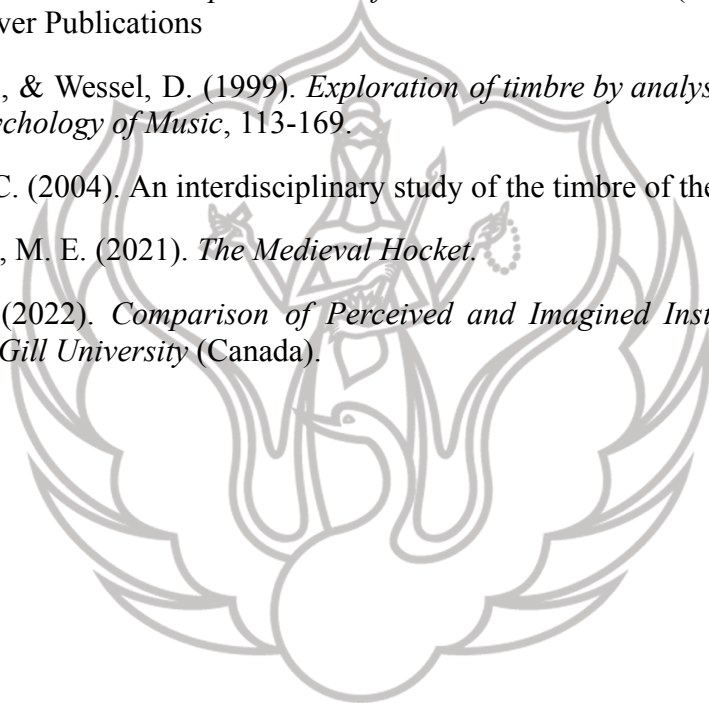 ver Publications
, & Wessel, D. (1999). Exploration of timbre by analys
ychology of Music, 113-169.
C. (2004). An interdisciplinary study of the timbre of the
, M. E. (2021). The Medieval Hocket.
(2022). Comparison of Perceived and Imagined Inst
Gill University (Canada).